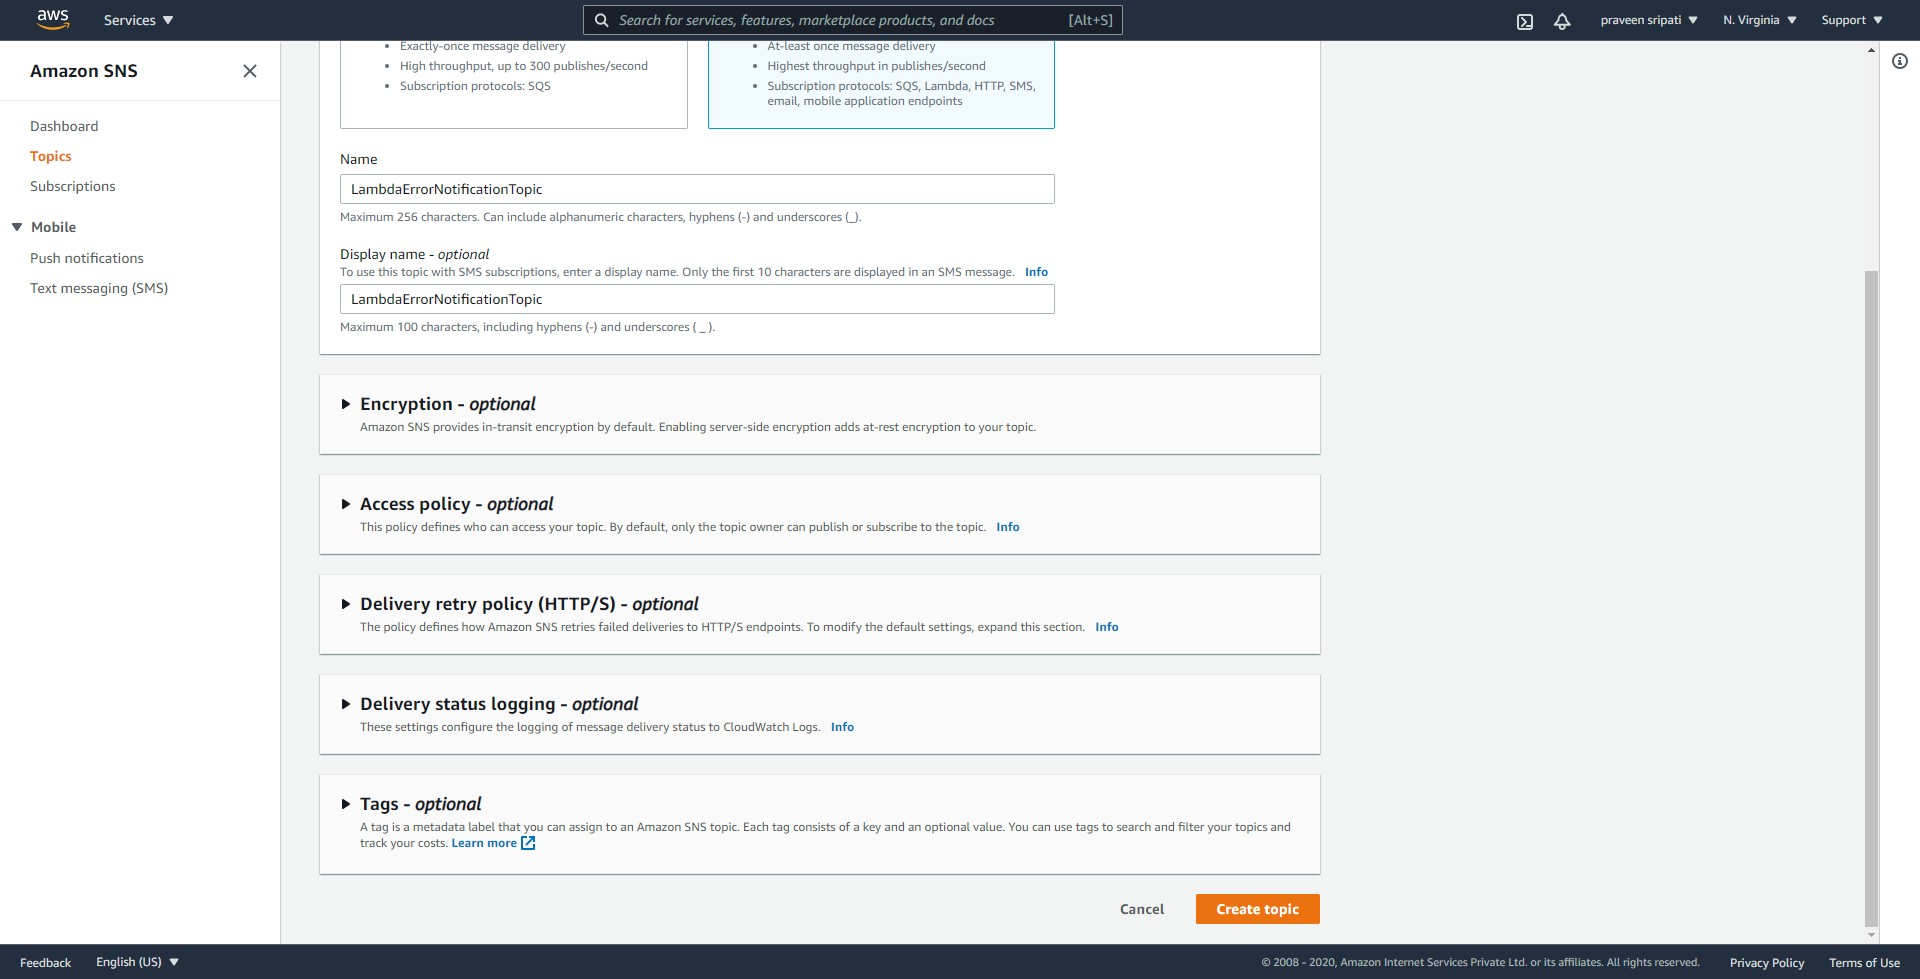 aws
Services
Search for services, features, marketplace products, and docs
[Alt+S]
praveen sripati
N. Virginia
Support
Amazon SNS
Dashboard
Topics
Subscriptions
Mobile
Push notifications
Text messaging (SMS)
Exactly-once message delivery
High throughput, up to 300 publishes/second
Subscription protocols: SQS
At-least once message delivery
Highest throughput in publishes/second
Subscription protocols: SQS, Lambda, HTTP, SMS,
email, mobile application endpoints
Name
LambdaErrorNotificationTopic
Maximum 256 characters. Can include alphanumeric characters, hyphens (-) and underscores (_).
Display name - optional
To use this topic with SMS subscriptions, enter a display name. Only the first 10 characters are displayed in an SMS message. Info
LambdaErrorNotificationTopic
Maximum 100 characters, including hyphens (-) and underscores ( _ ).
Encryption - optional
Amazon SNS provides in-transit encryption by default. Enabling server-side encryption adds at-rest encryption to your topic.
Access policy - optional
This policy defines who can access your topic. By default, only the topic owner can publish or subscribe to the topic. Info
Delivery retry policy (HTTP/S) - optional
The policy defines how Amazon SNS retries failed deliveries to HTTP/S endpoints. To modify the default settings, expand this section. Info
Delivery status logging - optional
These settings configure the logging of message delivery status to CloudWatch Logs. Info
Tags - optional
A tag is a metadata label that you can assign to an Amazon SNS topic. Each tag consists of a key and an optional value. You can use tags to search and filter your topics and
track your costs. Learn more
Cancel
Create topic
Feedback
English (US)
© 2008 - 2020, Amazon Internet Services Private Ltd. or its affiliates. All rights reserved.
Privacy Policy
Terms of Use